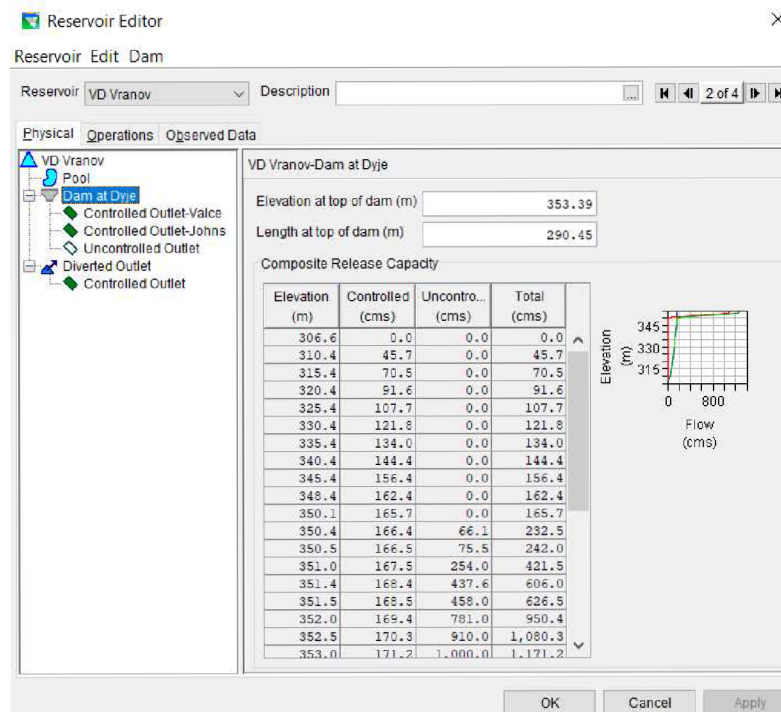 Reservoir Editor
Reservoir Edit Dam
Reservoir VD Vranov Description ... 2 of 4
Physical Operations Observed Data
VD Vranov
Pool
Dam at Dyje
Controlled Outlet-Valce
Controlled Outlet-Johns
Uncontrolled Outlet
Diverted Outlet
Controlled Outlet
VD Vranov-Dam at Dyje
Elevation at top of dam (m) 353.39
Length at top of dam (m) 290.45
Composite Release Capacity
Elevation (m) Controlled (cms) Uncontro... (cms) Total (cms)
306.6 0.0 0.0 0.0
310.4 45.7 0.0 45.7
315.4 70.5 0.0 70.5
320.4 91.6 0.0 91.6
325.4 107.7 0.0 107.7
330.4 121.8 0.0 121.8
335.4 134.0 0.0 134.0
340.4 144.4 0.0 144.4
345.4 156.4 0.0 156.4
348.4 162.4 0.0 162.4
350.1 165.7 0.0 165.7
350.4 166.4 66.1 232.5
350.5 166.5 75.5 242.0
351.0 167.5 254.0 421.5
351.4 168.4 437.6 606.0
351.5 168.5 458.0 626.5
352.0 169.4 781.0 950.4
352.5 170.3 910.0 1,080.3
353.0 171.2 1,000.0 1,171.2
Elevation (m)
345
330
315
0 800
Flow
(cms)
OK Cancel Apply